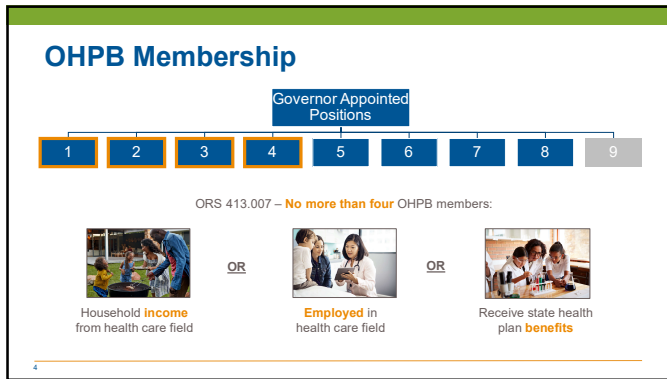 OHPB Membership
Governor Appointed
Positions
1 2 3 4 5 6 7 8 9
ORS 413.007 – No more than four OHPB members:
OR
OR
Household income
from health care field
Employed in
health care field
Receive state health
plan benefits
4